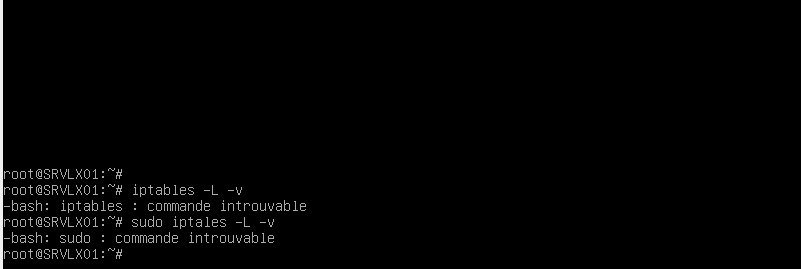 root@SRVLX01:~#
root@SRVLX01:~# iptables -L -v
-bash: iptables : commande introuvable
root@SRVLX01:~# sudo iptales -L -v
-bash: sudo : commande introuvable
root@SRVLX01:~#